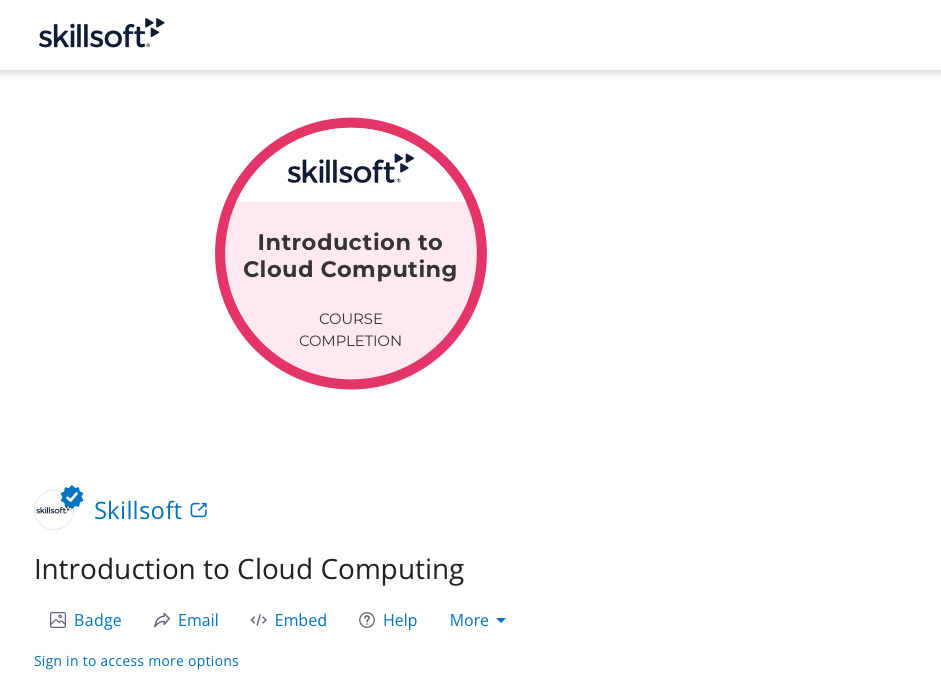 skillsoft
skillsoft
Introduction to
Cloud Computing
COURSE
COMPLETION
skillsoft
Skillsoft
Introduction to Cloud Computing
Badge Email Embed Help More
Sign in to access more options